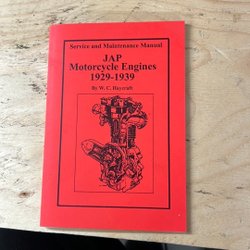 Service and Maintenance Manual
JAP
Motorcycle Engines
1929-1939
By W. C. Haycraft